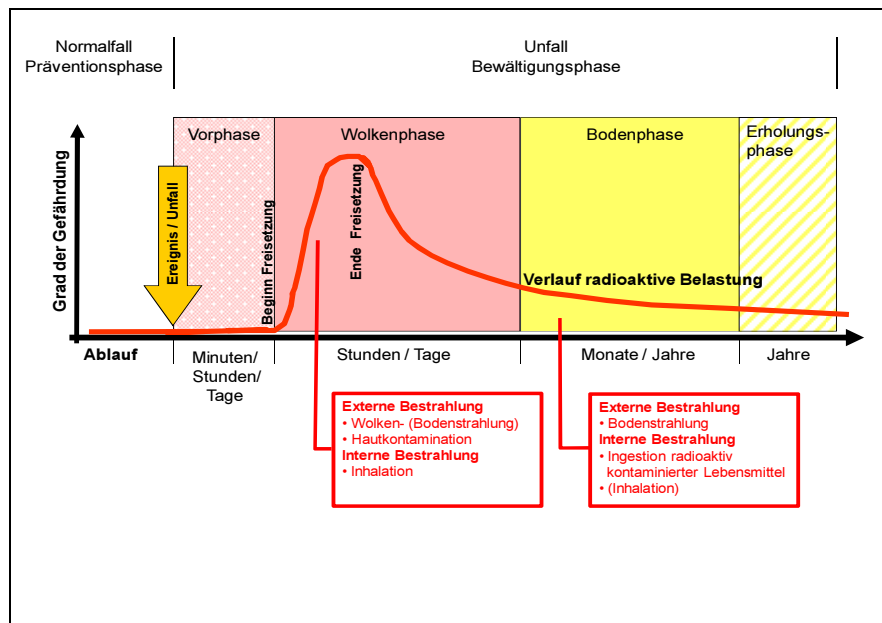 Normalfall
Präventionsphase
Unfall
Bewältigungsphase
Vorphase
Wolkenphase
Bodenphase
Erholungs-
phase
Grad der Gefährdung
Ereignis / Unfall
Beginn Freisetzung
Ende Freisetzung
Verlauf radioaktive Belastung
Ablauf
Minuten/
Stunden/
Tage
Stunden / Tage
Monate / Jahre
Jahre
Externe Bestrahlung
• Wolken- (Bodenstrahlung)
• Hautkontamination
Interne Bestrahlung
• Inhalation
Externe Bestrahlung
• Bodenstrahlung
Interne Bestrahlung
• Ingestion radioaktiv
kontaminierter Lebensmittel
• (Inhalation)